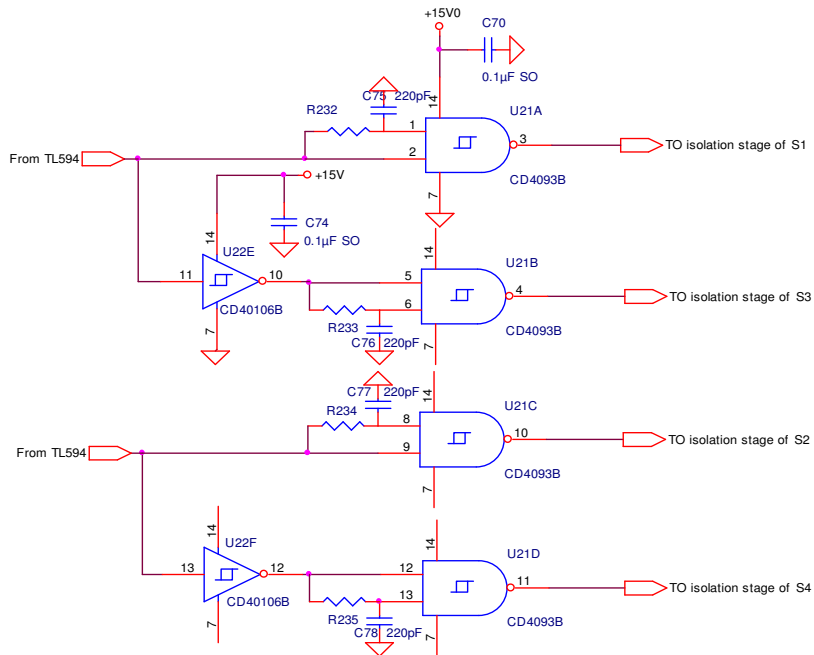 +15V0
C70
0.1µF SO
C75 220pF
14
U21A
R232
1
3
TO isolation stage of S1
From TL594
2
CD4093B
+15V
7
C74
0.1µF SO
14
U22E
14
U21B
11
10
5
4
TO isolation stage of S3
6
CD40106B
R233
CD4093B
7
C76 220pF
7
C77 220pF
14
U21C
R234
8
10
TO isolation stage of S2
From TL594
9
CD4093B
7
14
U22F
14
U21D
13
12
12
11
TO isolation stage of S4
13
CD40106B
R235
CD4093B
7
C78 220pF
7